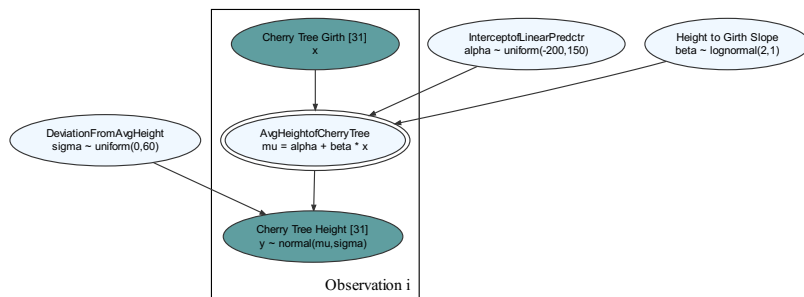 Cherry Tree Girth [31]
x
InterceptofLinearPredctr
alpha ~ uniform(-200,150)
Height to Girth Slope
beta ~ lognormal(2,1)
DeviationFromAvgHeight
sigma ~ uniform(0,60)
AvgHeightofCherryTree
mu = alpha + beta * x
Cherry Tree Height [31]
y ~ normal(mu,sigma)
Observation i